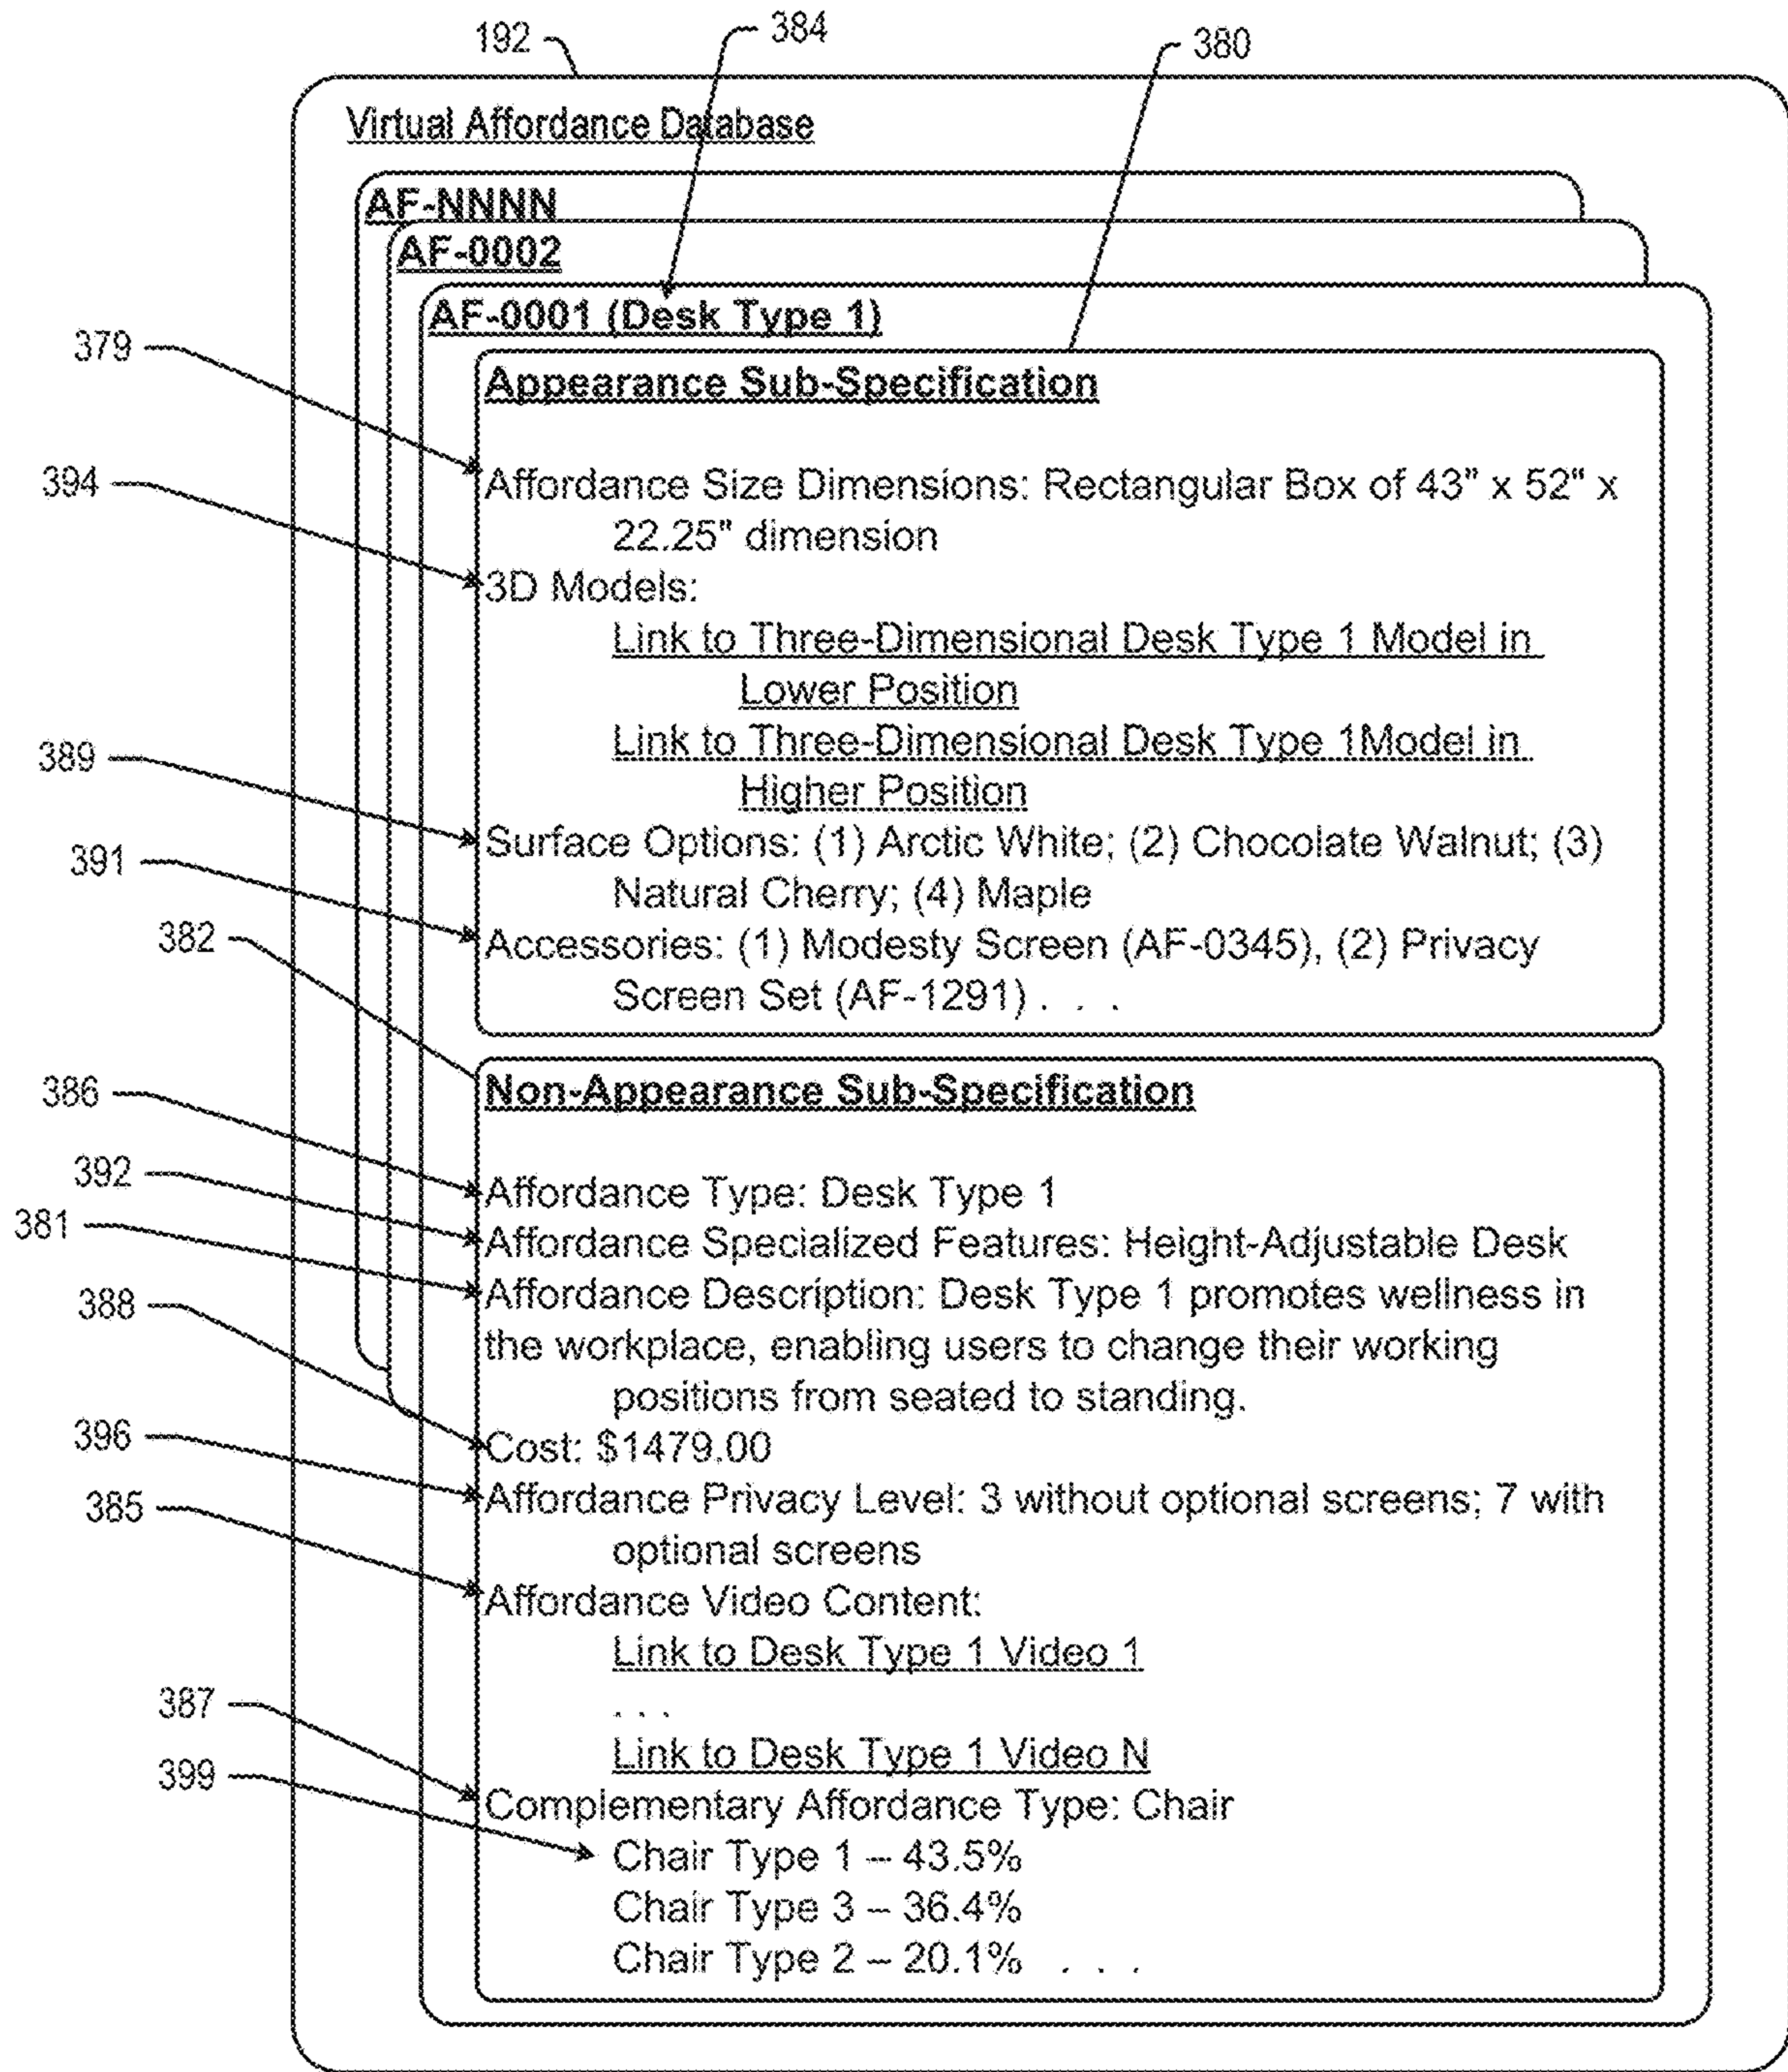 192
384
380
Virtual Affordance Database
AF-NNNN
AF-0002
AF-0001 (Desk Type 1)
379
Appearance Sub-Specification
394
Affordance Size Dimensions: Rectangular Box of 43" x 52" x
22.25" dimension
3D Models:
Link to Three-Dimensional Desk Type 1 Model in
Lower Position
Link to Three-Dimensional Desk Type 1Model in
389
Higher Position
391
Surface Options: (1) Arctic White; (2) Chocolate Walnut; (3)
Natural Cherry; (4) Maple
382
Accessories: (1) Modesty Screen (AF-0345), (2) Privacy
Screen Set (AF-1291) . . .
386
Non-Appearance Sub-Specification
392
Affordance Type: Desk Type 1
381
Affordance Specialized Features: Height-Adjustable Desk
388
Affordance Description: Desk Type 1 promotes wellness in
the workplace, enabling users to change their working
positions from seated to standing.
396
Cost: $1479.00
385
Affordance Privacy Level: 3 without optional screens; 7 with
optional screens
Affordance Video Content:
Link to Desk Type 1 Video 1
387
. . .
399
Link to Desk Type 1 Video N
Complementary Affordance Type: Chair
Chair Type 1 – 43.5%
Chair Type 3 – 36.4%
Chair Type 2 – 20.1% . . .